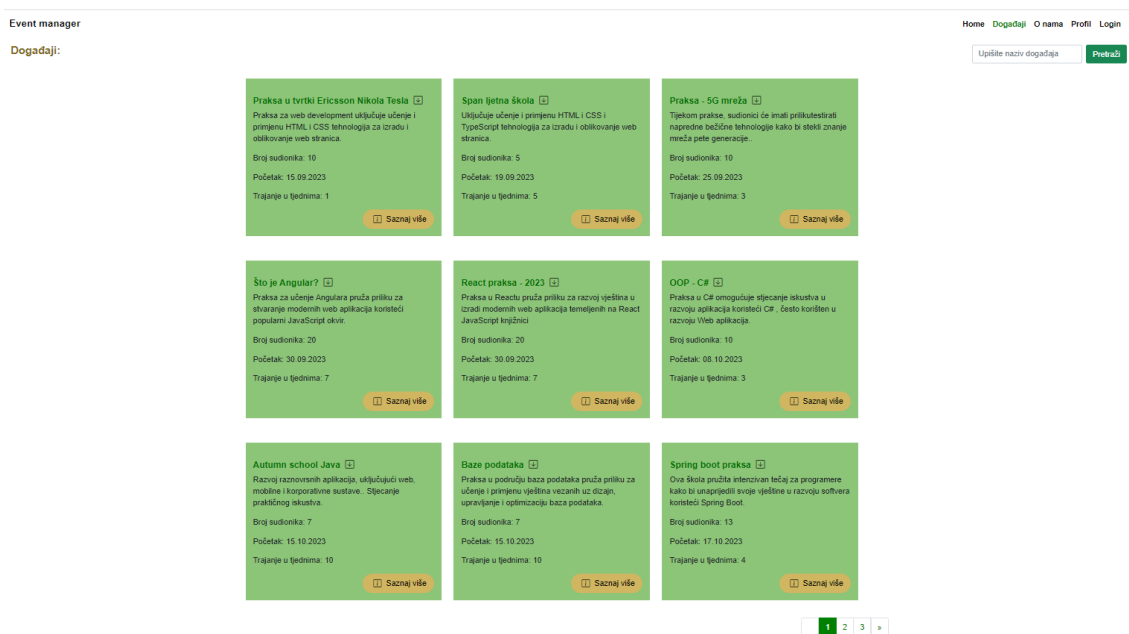 Event manager
Home Događaji O nama Profil Login
Događaji:
Upišite naziv događaja
Pretraži
Praksa u tvrtki Ericsson Nikola Tesla
Praksa za web development uključuje učenje i
primjenu HTML i CSS tehnologija za izradu i
oblikovanje web stranica.
Broj sudionika: 10
Početak: 15.09.2023
Trajanje u tjednima: 1
Saznaj više
Span ljetna škola
Uključuje učenje i primjenu HTML i CSS i
TypeScript tehnologija za izradu i oblikovanje web
stranica.
Broj sudionika: 5
Početak: 19.09.2023
Trajanje u tjednima: 5
Saznaj više
Praksa - 5G mreža
Tijekom prakse, sudionici će imati prilikutestirati
napredne bežične tehnologije kako bi stekli znanje
mreža pete generacije..
Broj sudionika: 10
Početak: 25.09.2023
Trajanje u tjednima: 3
Saznaj više
Što je Angular?
Praksa za učenje Angulara pruža priliku za
stvaranje modernih web aplikacija koristeći
popularni JavaScript okvir.
Broj sudionika: 20
Početak: 30.09.2023
Trajanje u tjednima: 7
Saznaj više
React praksa - 2023
Praksa u Reactu pruža priliku za razvoj vještina u
izradi modernih web aplikacija temeljenih na React
JavaScript knjižnici
Broj sudionika: 20
Početak: 30.09.2023
Trajanje u tjednima: 7
Saznaj više
OOP - C#
Praksa u C# omogućuje stjecanje iskustva u
razvoju aplikacija koristeći C# , često korišten u
razvoju Web aplikacija.
Broj sudionika: 10
Početak: 08.10.2023
Trajanje u tjednima: 3
Saznaj više
Autumn school Java
Razvoj raznovrsnih aplikacija, uključujući web,
mobilne i korporativne sustave.. Stjecanje
praktičnog iskustva.
Broj sudionika: 7
Početak: 15.10.2023
Trajanje u tjednima: 10
Saznaj više
Baze podataka
Praksa u području baza podataka pruža priliku za
učenje i primjenu vještina vezanih uz dizajn,
upravljanje i optimizaciju baza podataka.
Broj sudionika: 7
Početak: 15.10.2023
Trajanje u tjednima: 10
Saznaj više
Spring boot praksa
Ova škola pružita intenzivan tečaj za programere
kako bi unaprijedili svoje vještine u razvoju softvera
koristeći Spring Boot.
Broj sudionika: 13
Početak: 17.10.2023
Trajanje u tjednima: 4
Saznaj više
1 2 3 »